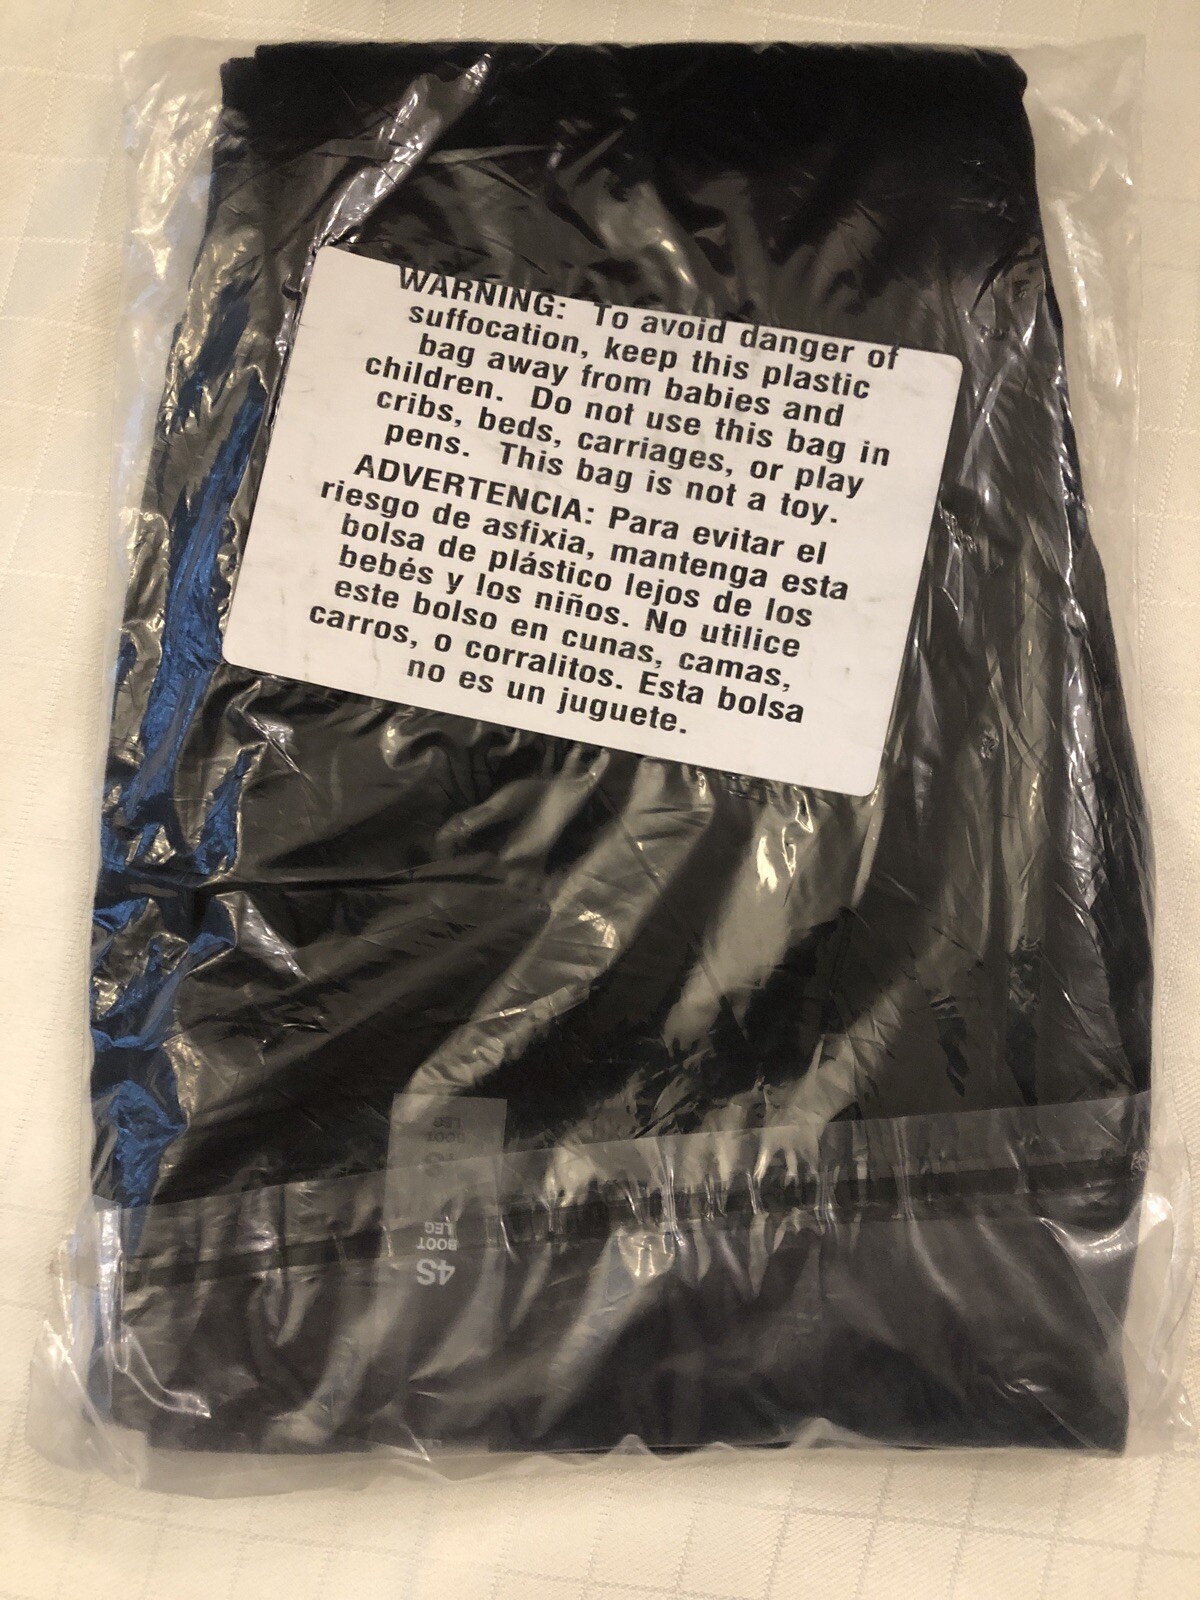 WARNING: To avoid danger of
suffocation, keep this plastic
bag away from babies and
children. Do not use this bag in
cribs, beds, carriages, or play
pens. This bag is not a toy.
ADVERTENCIA: Para evitar el
riesgo de asfixia, mantenga esta
bolsa de plástico lejos de los
bebés y los niños. No utilice
este bolso en cunas, camas,
carros, o corralitos. Esta bolsa
no es un juguete.
4S
BOOT
LEG
BOOT
LEG